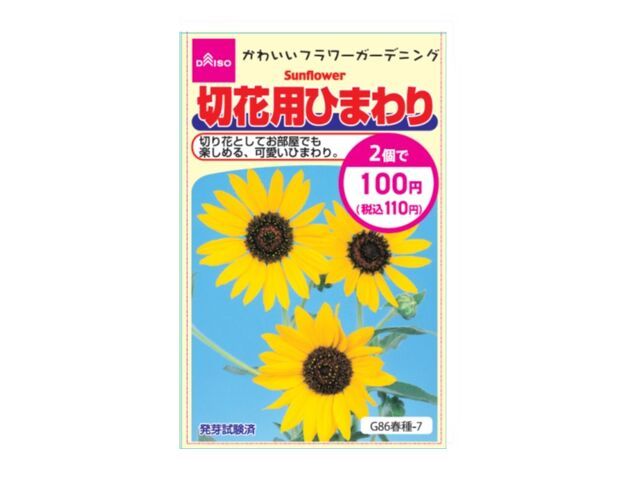 DAISO
かわいいフラワーガーデニング
Sunflower
切花用ひまわり
切り花としてお部屋でも
楽しめる、可愛いひまわり。
2個で
100円
(税込110円)
発芽試験済
G86春種-7